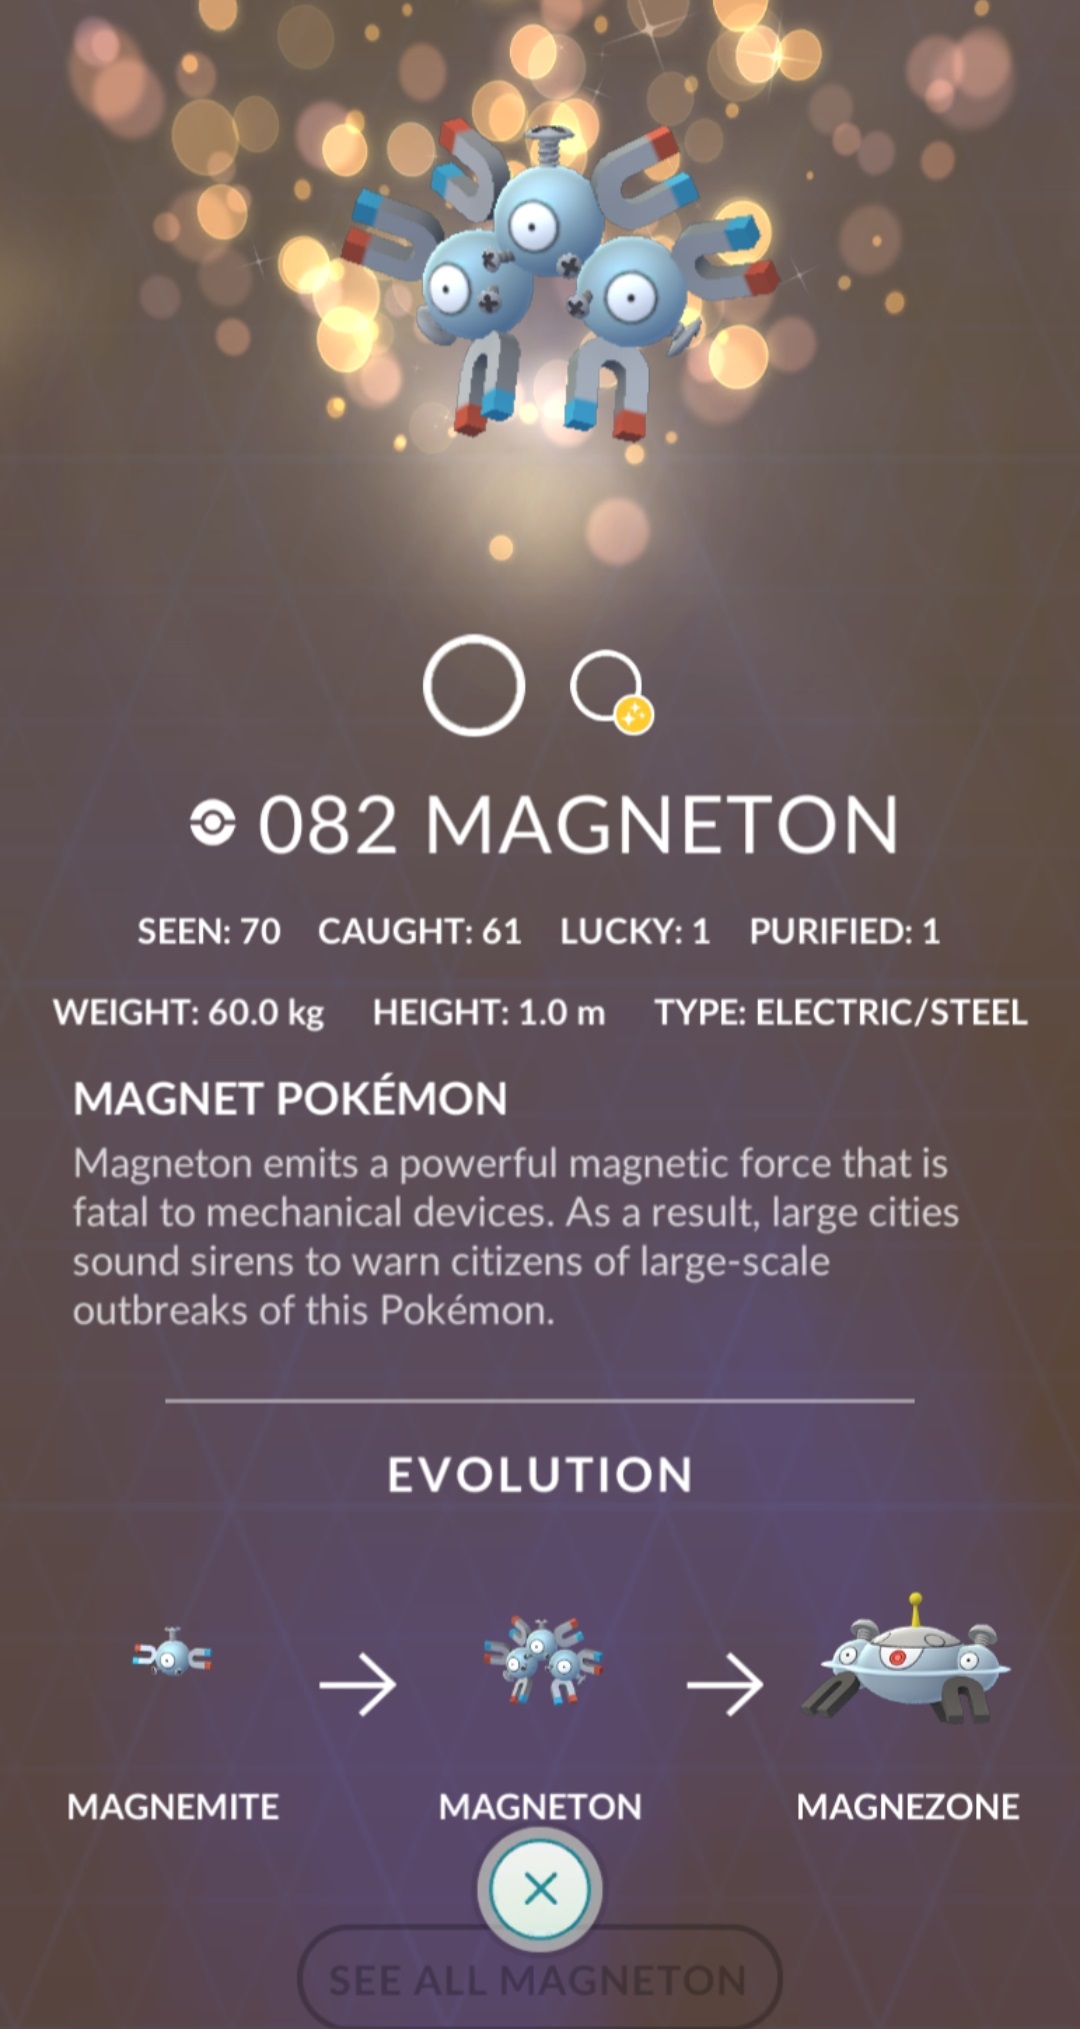 082 MAGNETON
SEEN: 70 CAUGHT: 61 LUCKY: 1 PURIFIED: 1
WEIGHT: 60.0 kg HEIGHT: 1.0 m TYPE: ELECTRIC/STEEL
MAGNET POKÉMON
Magneton emits a powerful magnetic force that is
fatal to mechanical devices. As a result, large cities
sound sirens to warn citizens of large-scale
outbreaks of this Pokémon.
EVOLUTION
MAGNEMITE MAGNETON MAGNEZONE
SEE ALL MAGNETON